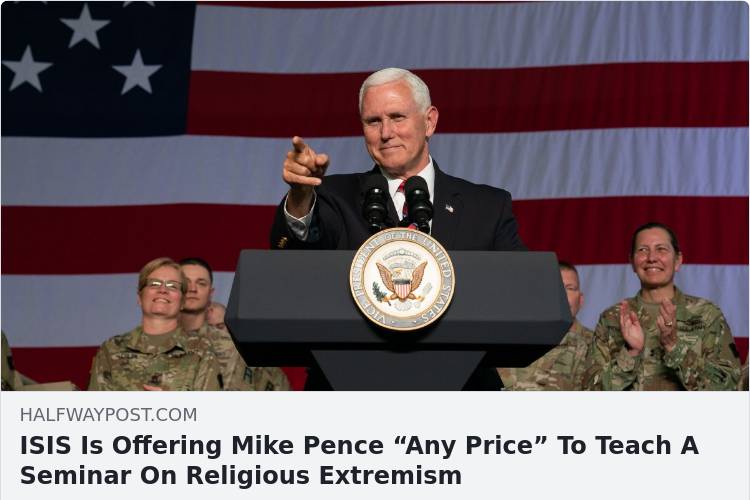 VICE PRESIDENT OF THE UNITED STATES
HALFWAYPOST.COM
ISIS Is Offering Mike Pence “Any Price” To Teach A
Seminar On Religious Extremism